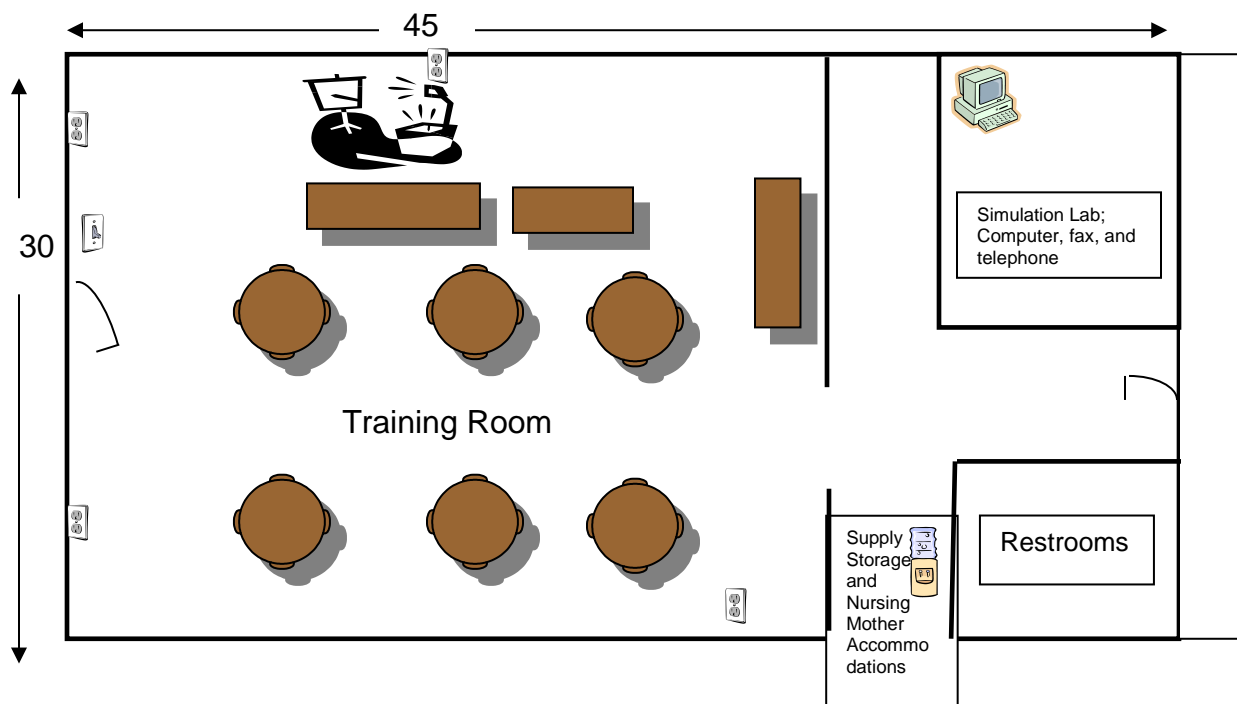 45
30
Simulation Lab;
Computer, fax, and
telephone
Training Room
Supply
Storage
and
Nursing
Mother
Accommo
dations
Restrooms